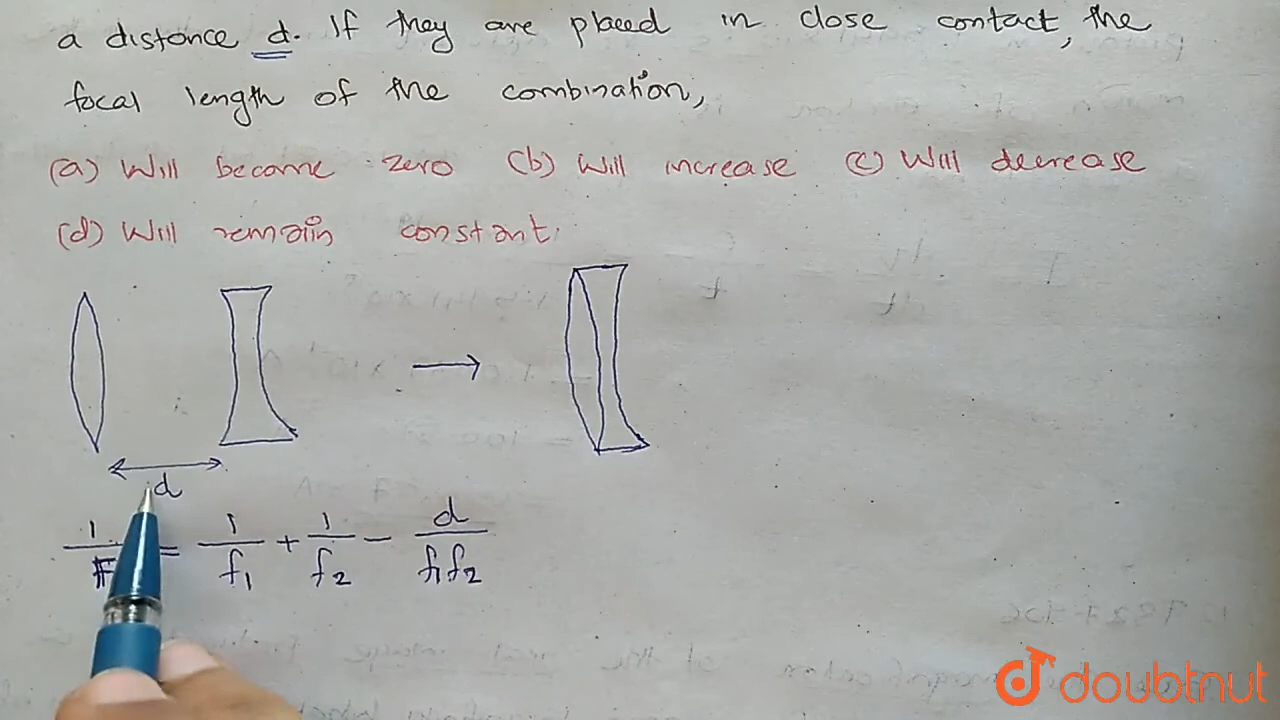 a distance d. If they are placed in close contact, the
focal length of the combination,
(a) Will become zero (b) Will increase (c) Will decrease
(d) Will remain constant.
d
1/F = 1/f1 + 1/f2 - d/f1f2
doubtnut